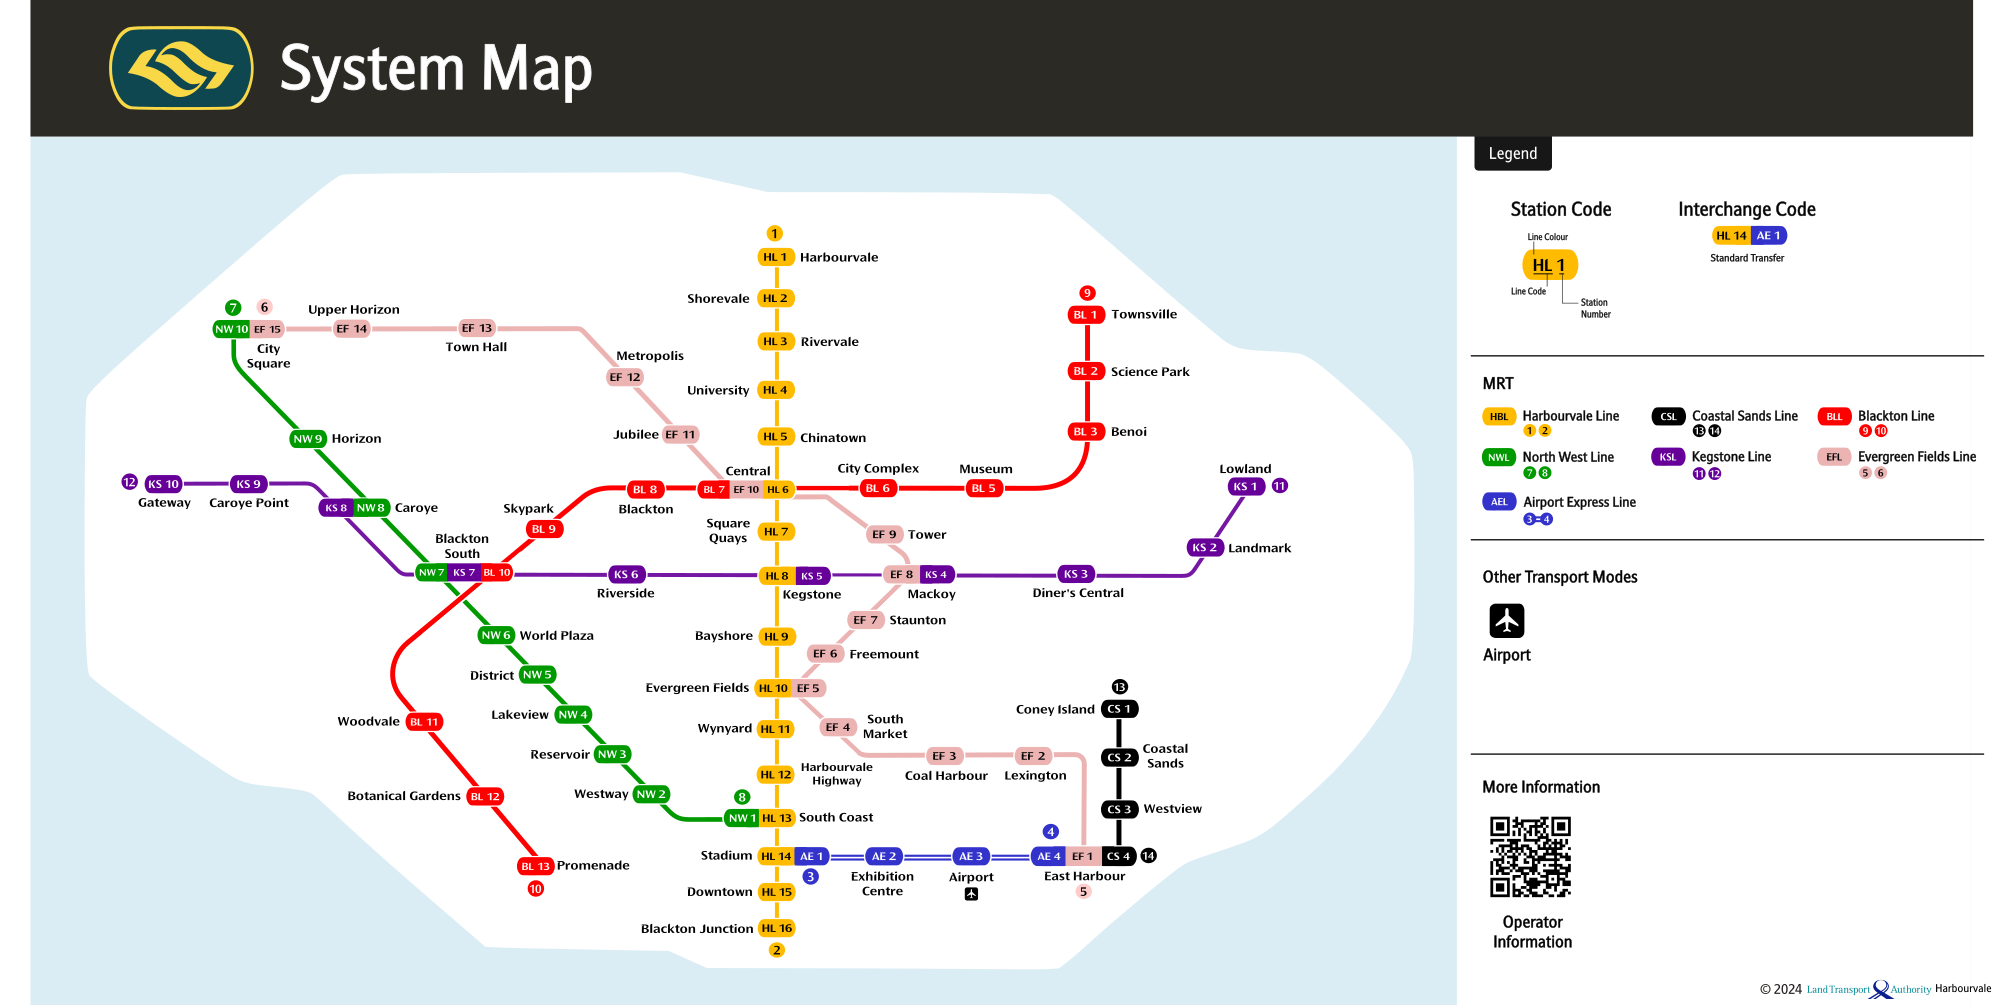 System Map
Legend
Station Code
Line Colour
HL 1
Line Code
Station
Number
Interchange Code
HL 14 AE 1
Standard Transfer
MRT
HBL Harbourvale Line
1 2
CSL Coastal Sands Line
13 14
BLL Blackton Line
9 10
NWL North West Line
7 8
KSL Kegstone Line
11 12
EFL Evergreen Fields Line
5 6
AEL Airport Express Line
3 4
Other Transport Modes
Airport
More Information
Operator
Information
© 2024 Land Transport Authority Harbourvale
1
HL 1 Harbourvale
Shorevale HL 2
HL 3 Rivervale
University HL 4
HL 5 Chinatown
Central
BL 7 EF 10 HL 6
Square
Quays
HL 7
HL 8 KS 5
Kegstone
Bayshore HL 9
Evergreen Fields HL 10 EF 5
Wynyard HL 11
HL 12 Harbourvale
Highway
8
NW 1 HL 13 South Coast
Stadium HL 14 AE 1
3
Downtown HL 15
Blackton Junction HL 16
2
7 6
NW 10 EF 15
City
Square
Upper Horizon
EF 14
EF 13
Town Hall
Metropolis
EF 12
Jubilee EF 11
NW 9 Horizon
12 KS 10
Gateway
KS 9
Caroye Point
KS 8 NW 8 Caroye
Blackton
South
NW 7 KS 7 BL 10
Skypark
BL 9
BL 8
Blackton
KS 6
Riverside
NW 6 World Plaza
District NW 5
Lakeview NW 4
Reservoir NW 3
Westway NW 2
Woodvale BL 11
Botanical Gardens BL 12
BL 13 Promenade
10
City Complex
BL 6
Museum
BL 5
9
BL 1 Townsville
BL 2 Science Park
BL 3 Benoi
Lowland
KS 1 11
KS 2 Landmark
KS 3
Diner's Central
EF 9 Tower
EF 8 KS 4
Mackoy
EF 7 Staunton
EF 6 Freemount
EF 4 South
Market
EF 3
Coal Harbour
EF 2
Lexington
13
Coney Island CS 1
CS 2 Coastal
Sands
CS 3 Westview
AE 2
Exhibition
Centre
AE 3
Airport
4
AE 4 EF 1 CS 4 14
East Harbour
5